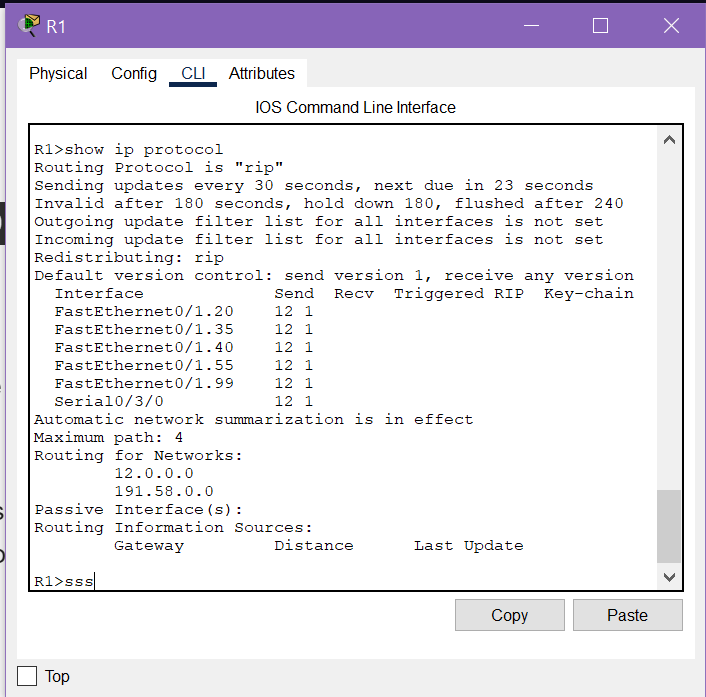 R1
Physical Config CLI Attributes
IOS Command Line Interface
R1>show ip protocol
Routing Protocol is "rip"
Sending updates every 30 seconds, next due in 23 seconds
Invalid after 180 seconds, hold down 180, flushed after 240
Outgoing update filter list for all interfaces is not set
Incoming update filter list for all interfaces is not set
Redistributing: rip
Default version control: send version 1, receive any version
  Interface             Send  Recv  Triggered RIP  Key-chain
  FastEthernet0/1.20    12 1
  FastEthernet0/1.35    12 1
  FastEthernet0/1.40    12 1
  FastEthernet0/1.55    12 1
  FastEthernet0/1.99    12 1
  Serial0/3/0           12 1
Automatic network summarization is in effect
Maximum path: 4
Routing for Networks:
        12.0.0.0
        191.58.0.0
Passive Interface(s):
Routing Information Sources:
        Gateway         Distance      Last Update
R1>sss
Copy Paste
Top